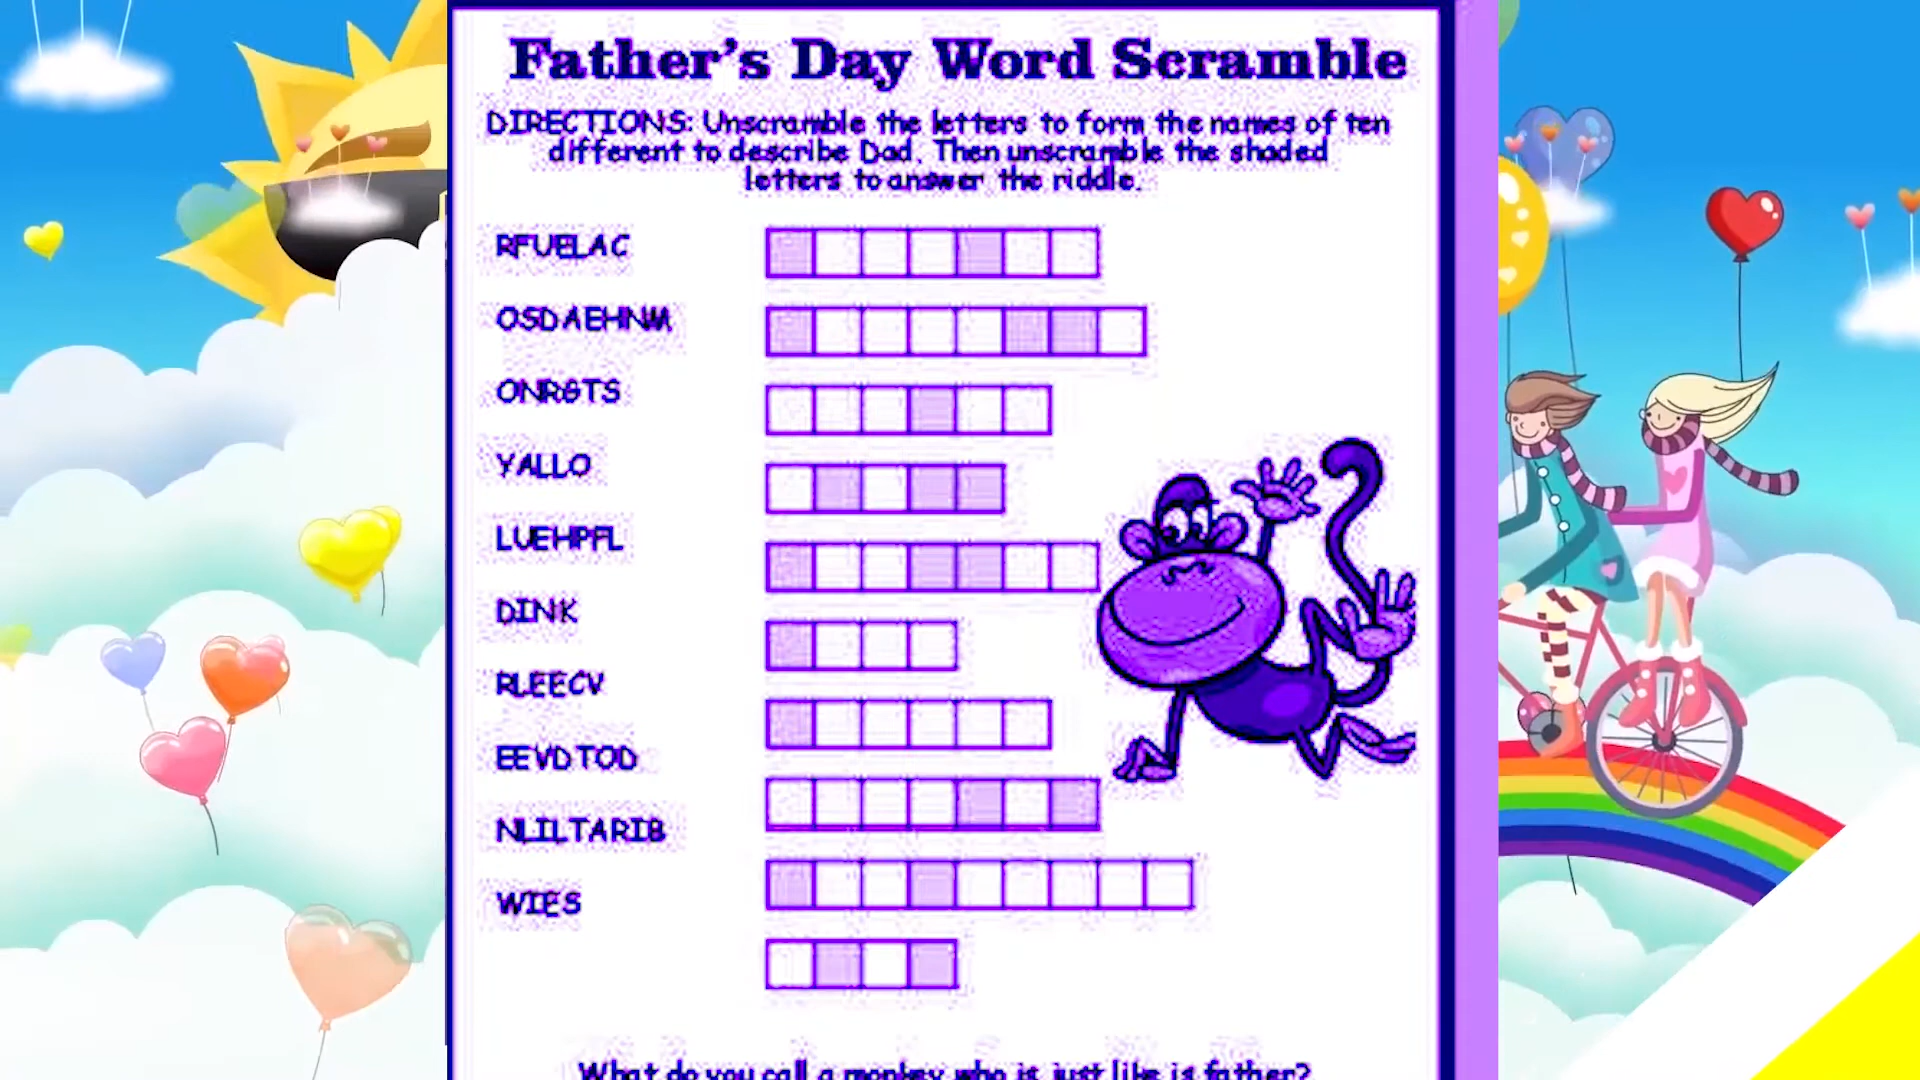 Father's Day Word Scramble
DIRECTIONS: Unscramble the letters to form the names of ten
different to describe Dad. Then unscramble the shaded
letters to answer the riddle.
RFUELAC
OSDAEHNM
ONRGTS
YALLO
LUEHPFL
DINK
RLEECV
EEVDTOD
NLILTARIB
WIES
What do you call a monkey who is just like is father?